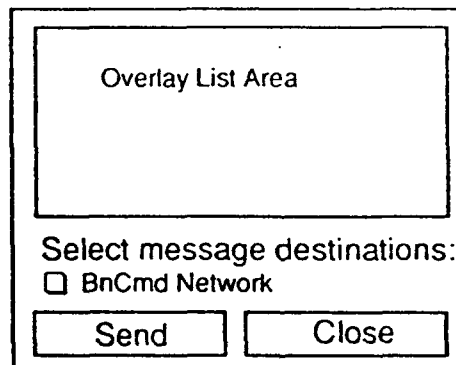 Overlay List Area
Select message destinations:
BnCmd Network
Send Close